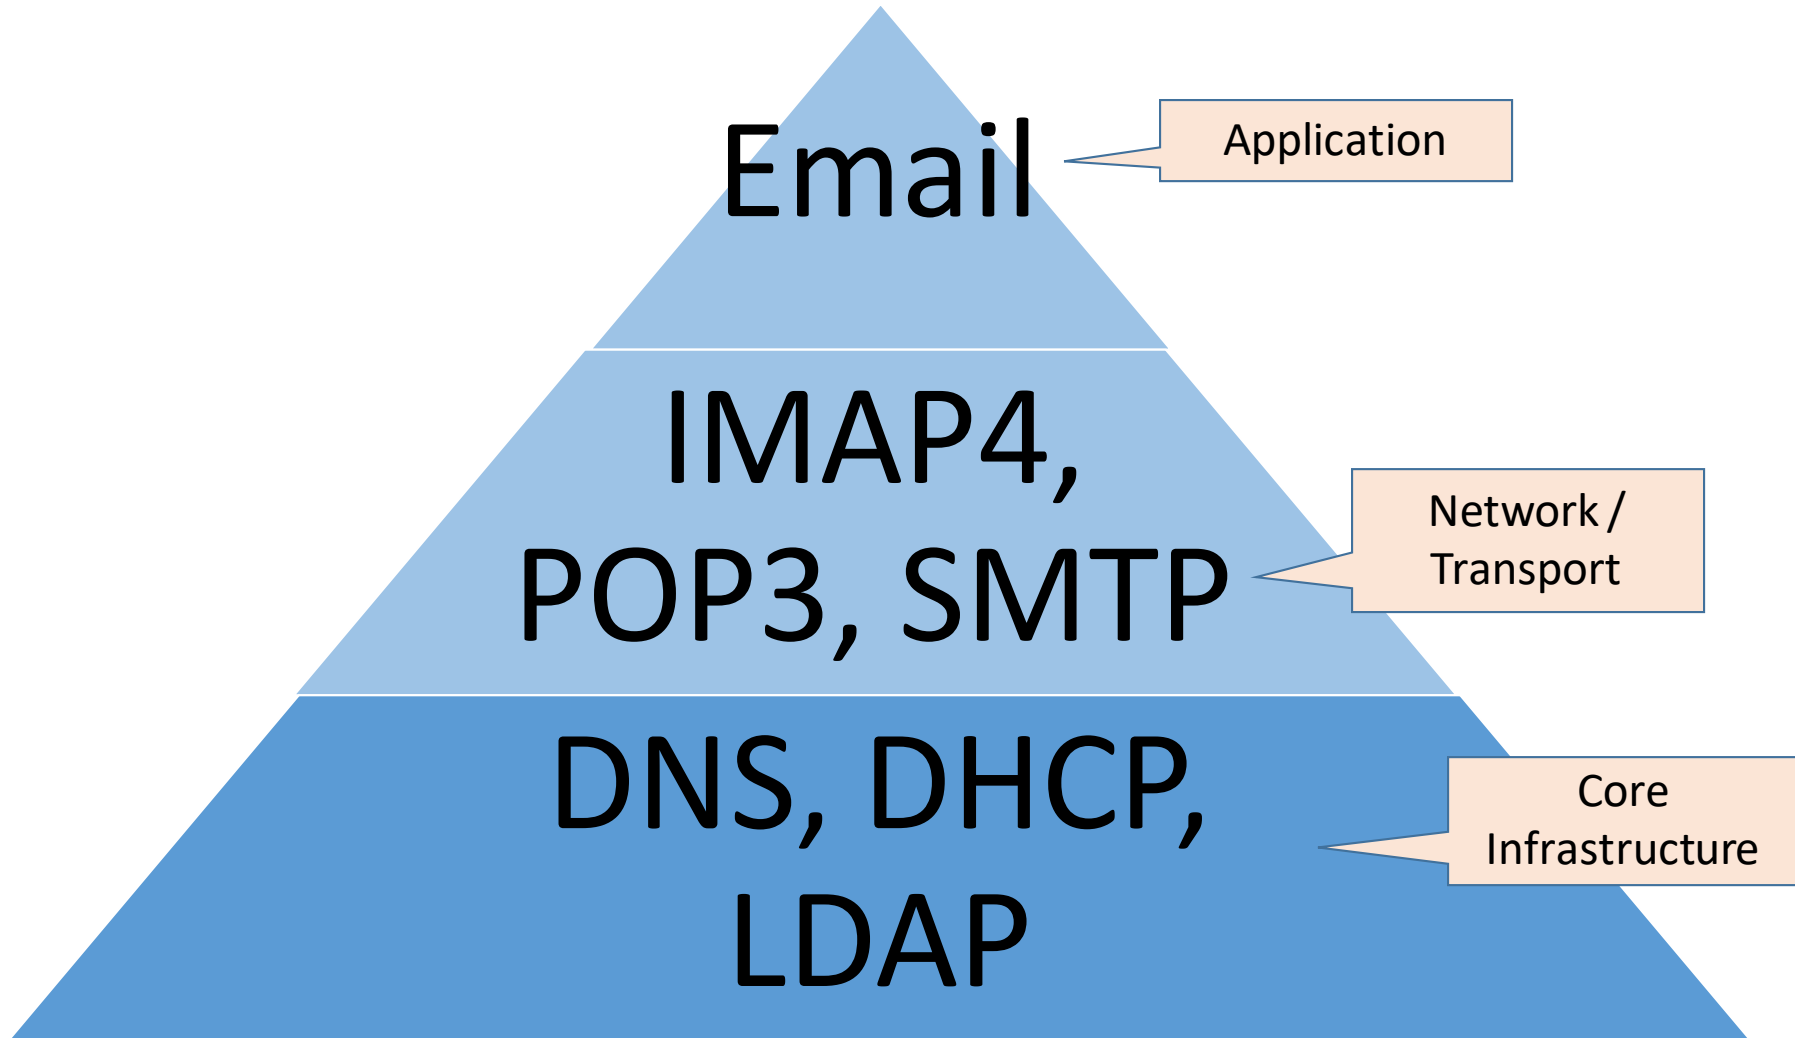 Email
Application
IMAP4,
POP3, SMTP
Network /
Transport
DNS, DHCP,
LDAP
Core
Infrastructure